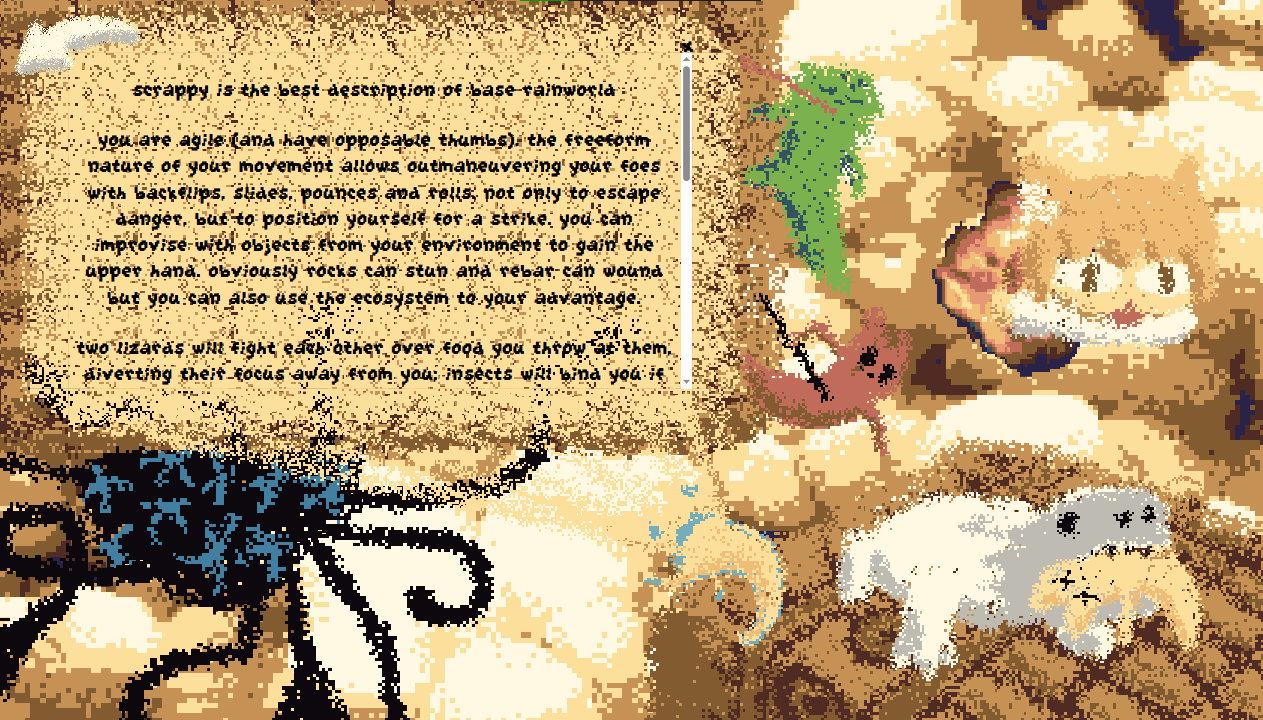 scrappy is the best description of base rainworld
you are agile (and have opposable thumbs). the freeform
nature of your movement allows outmaneuvering your foes
with backflips, slides, pounces and rolls, not only to escape
danger, but to position yourself for a strike. you can
improvise with objects from your environment to gain the
upper hand. obviously rocks can stun and rebar can wound
but you can also use the ecosystem to your advantage.
two lizards will fight each other over food you throw at them,
diverting their focus away from you; insects will bind you if